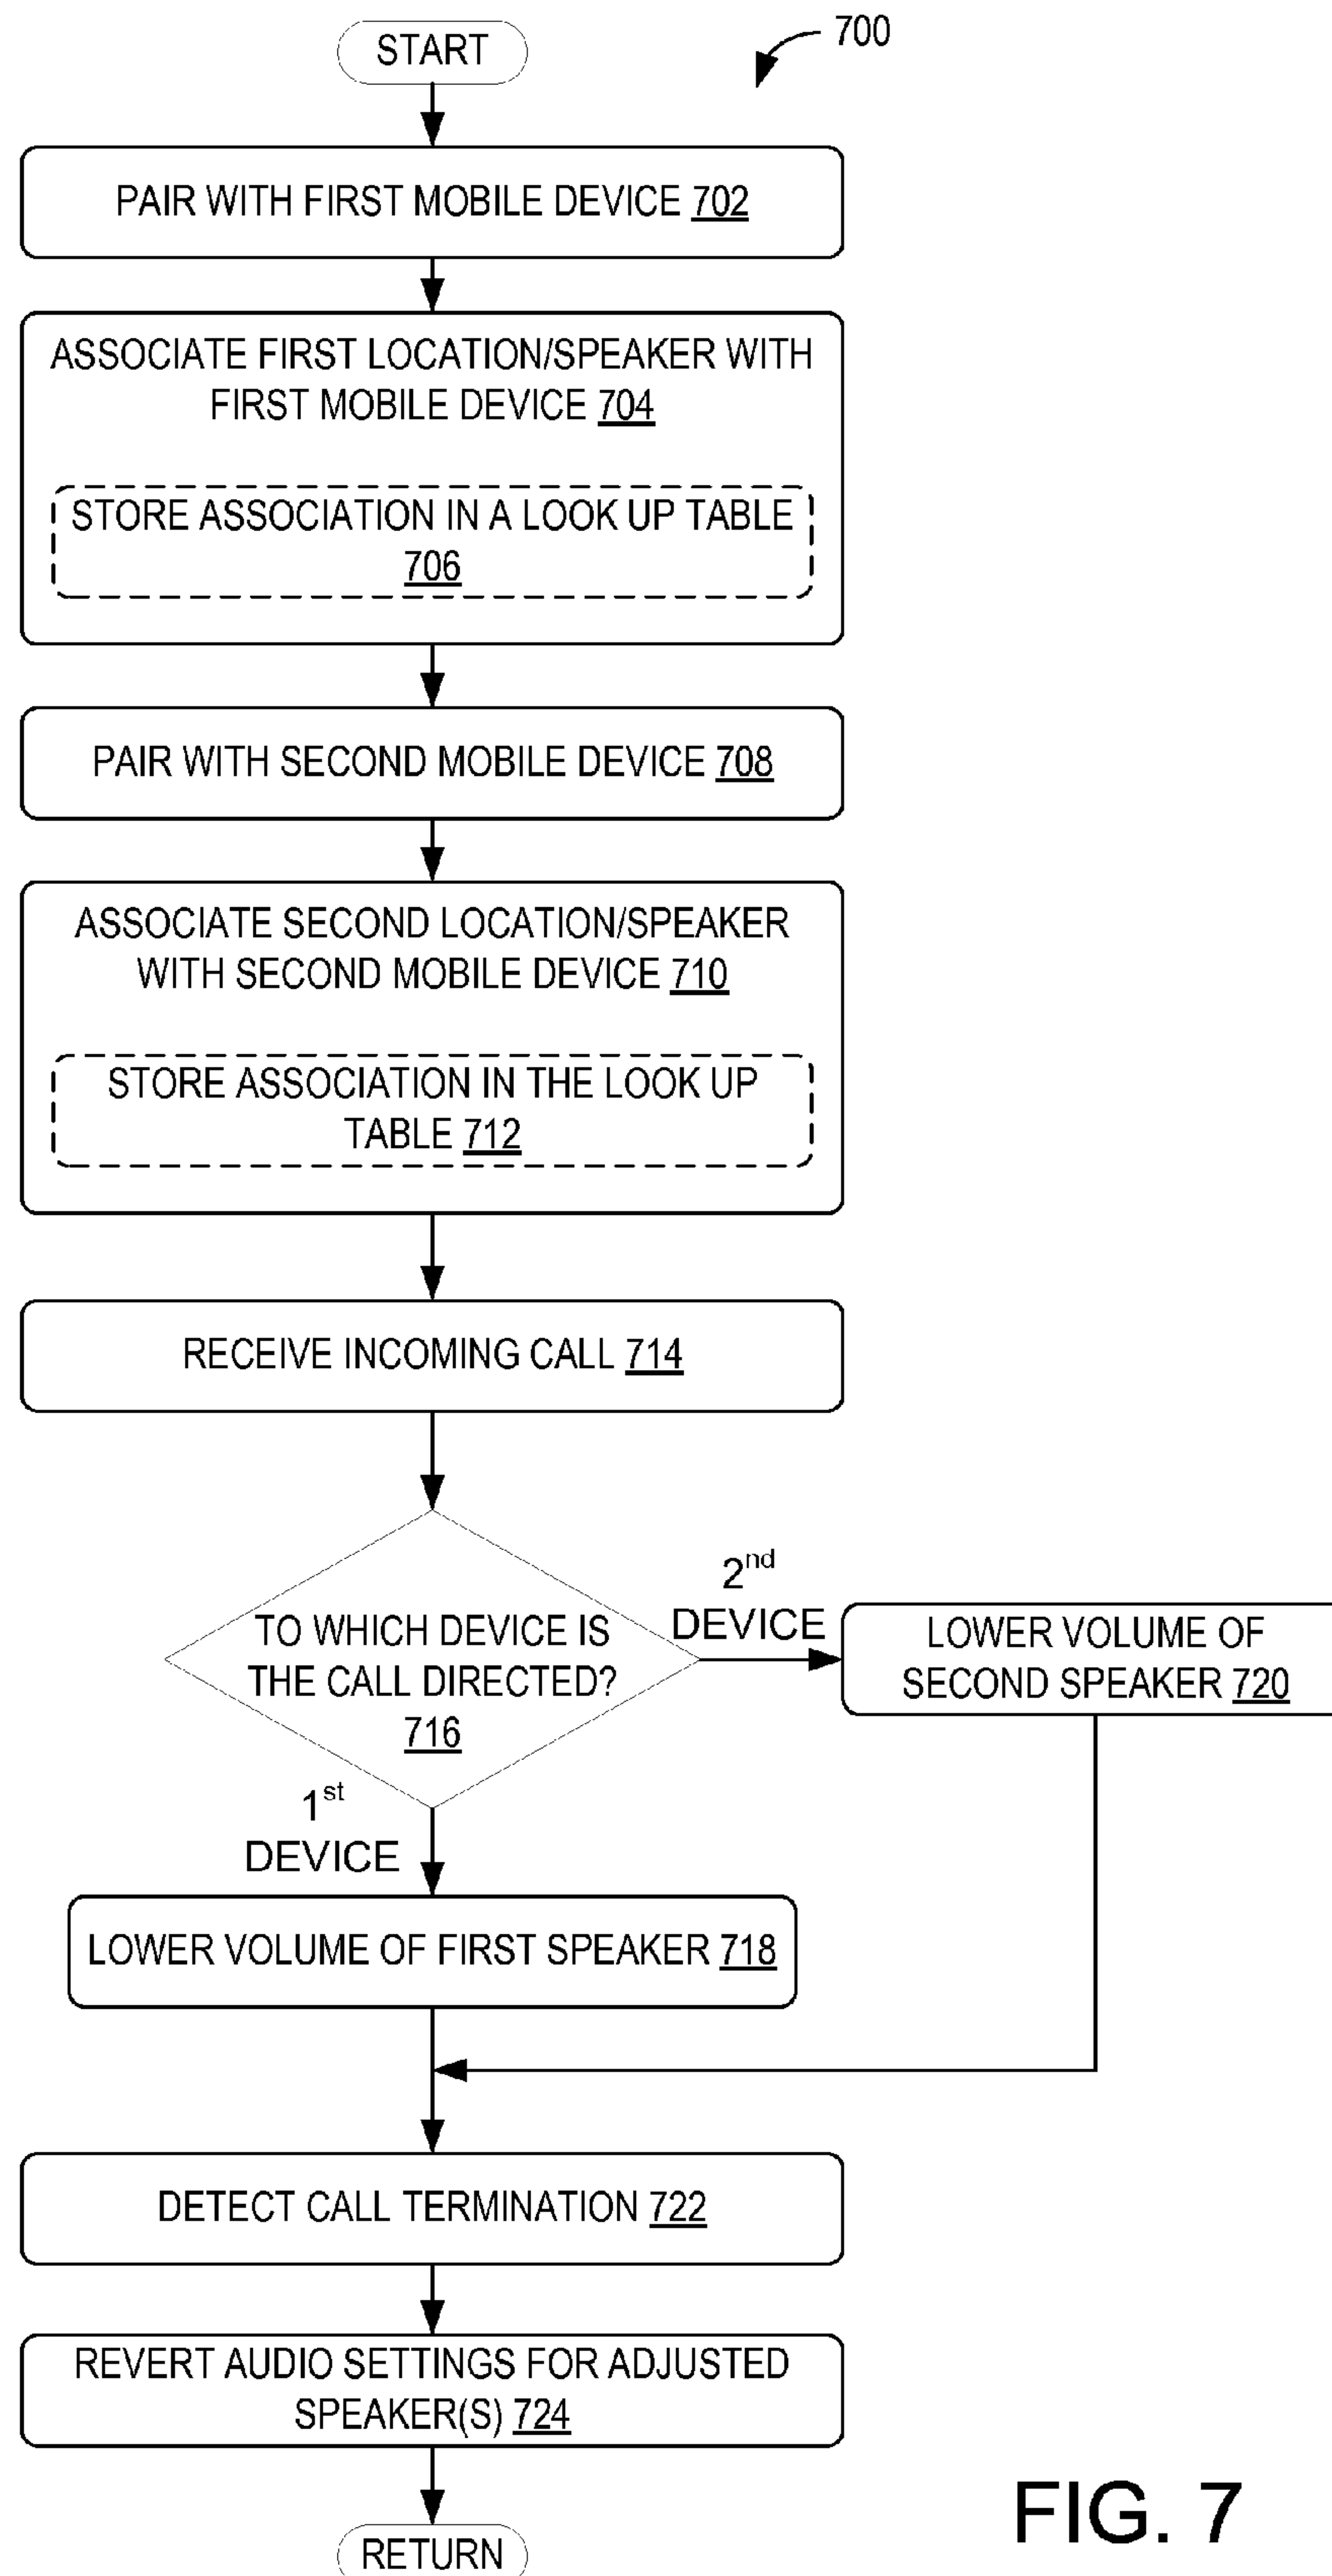 START
700
PAIR WITH FIRST MOBILE DEVICE 702
ASSOCIATE FIRST LOCATION/SPEAKER WITH
FIRST MOBILE DEVICE 704
STORE ASSOCIATION IN A LOOK UP TABLE
706
PAIR WITH SECOND MOBILE DEVICE 708
ASSOCIATE SECOND LOCATION/SPEAKER
WITH SECOND MOBILE DEVICE 710
STORE ASSOCIATION IN THE LOOK UP
TABLE 712
RECEIVE INCOMING CALL 714
TO WHICH DEVICE IS
THE CALL DIRECTED?
716
2nd
DEVICE
LOWER VOLUME OF
SECOND SPEAKER 720
1st
DEVICE
LOWER VOLUME OF FIRST SPEAKER 718
DETECT CALL TERMINATION 722
REVERT AUDIO SETTINGS FOR ADJUSTED
SPEAKER(S) 724
RETURN
FIG. 7